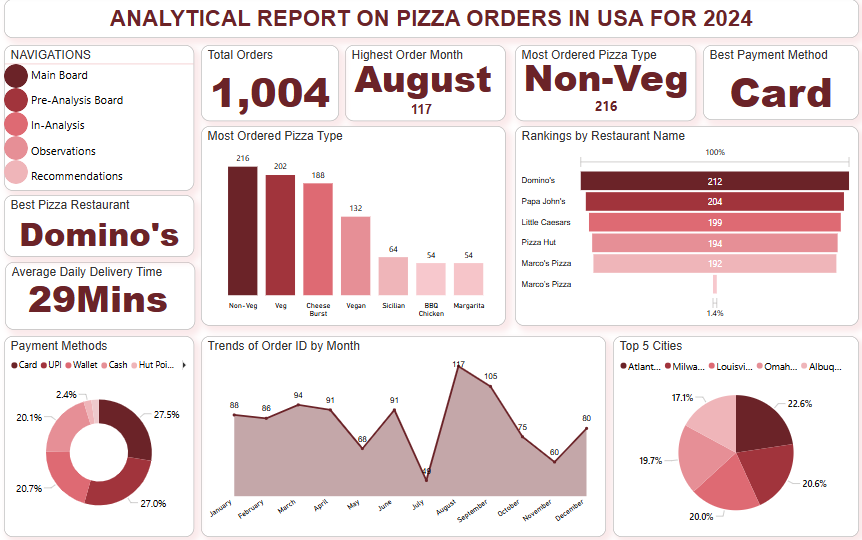 ANALYTICAL REPORT ON PIZZA ORDERS IN USA FOR 2024
NAVIGATIONS
Main Board
Pre-Analysis Board
In-Analysis
Observations
Recommendations
Total Orders
1,004
Highest Order Month
August
117
Most Ordered Pizza Type
Non-Veg
216
Best Payment Method
Card
Best Pizza Restaurant
Domino's
Average Daily Delivery Time
29Mins
Most Ordered Pizza Type
216
202
188
132
64
54
54
Non-Veg
Veg
Cheese Burst
Vegan
Sicilian
BBQ Chicken
Margarita
Rankings by Restaurant Name
100%
Domino's 212
Papa John's 204
Little Caesars 199
Pizza Hut 194
Marco's Pizza 192
Marco's Pizza
1.4%
Payment Methods
Card UPI Wallet Cash Hut Poi...
2.4%
27.5%
20.1%
20.7%
27.0%
Trends of Order ID by Month
88
86
94
91
68
91
49
117
105
75
60
80
January
February
March
April
May
June
July
August
September
October
November
December
Top 5 Cities
Atlant... Milwa... Louisvi... Omah... Albuq...
17.1%
22.6%
19.7%
20.6%
20.0%